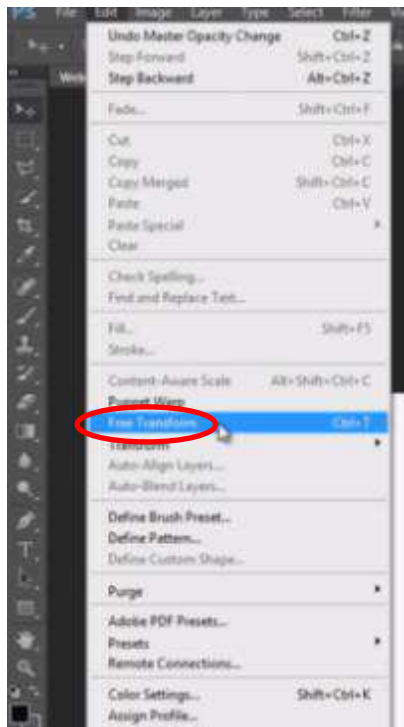 PS File Edit Image Layer Type Select Filter
Undo Master Opacity Change Ctrl+Z
Step Forward Shift+Ctrl+Z
Step Backward Alt+Ctrl+Z
Fade... Shift+Ctrl+F
Cut Ctrl+X
Copy Ctrl+C
Copy Merged Shift+Ctrl+C
Paste Ctrl+V
Paste Special
Clear
Check Spelling...
Find and Replace Text...
Fill... Shift+F5
Stroke...
Content-Aware Scale Alt+Shift+Ctrl+C
Puppet Warp
Free Transform Ctrl+T
Transform
Auto-Align Layers...
Auto-Blend Layers...
Define Brush Preset...
Define Pattern...
Define Custom Shape...
Purge
Adobe PDF Presets...
Presets
Remote Connections...
Color Settings... Shift+Ctrl+K
Assign Profile...